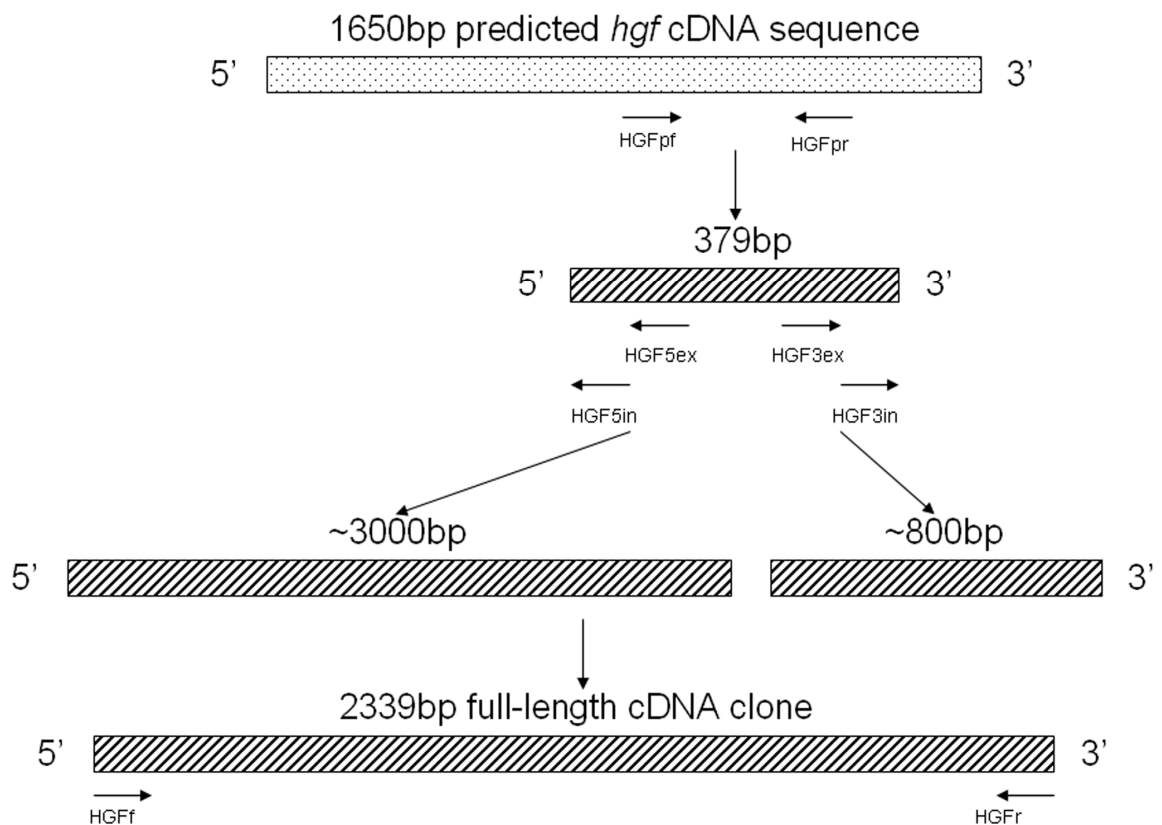 1650bp predicted hgf cDNA sequence
5’ 3’
HGFpf HGFpr
379bp
5’ 3’
HGF5ex HGF3ex
HGF5in HGF3in
~3000bp ~800bp
5’ 3’
2339bp full-length cDNA clone
5’ 3’
HGFf HGFr